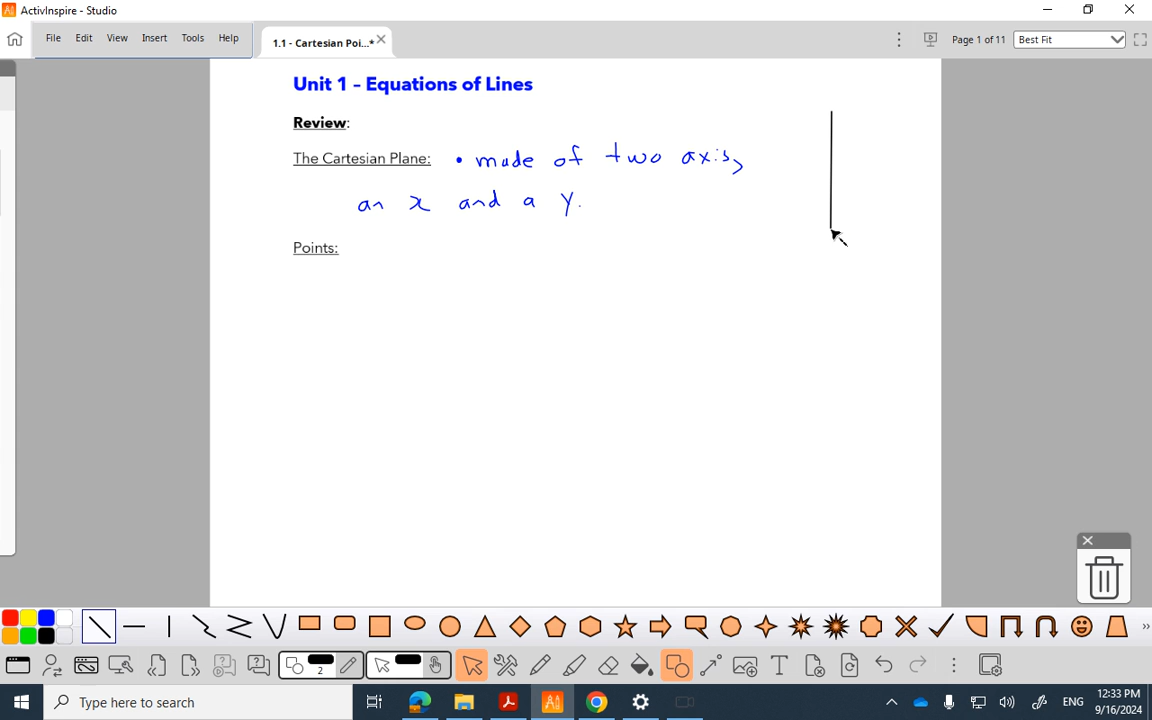 ActivInspire - Studio
File Edit View Insert Tools Help
1.1 - Cartesian Poi...*
Page 1 of 11
Best Fit
Unit 1 – Equations of Lines
Review:
The Cartesian Plane: • made of two axis,
an x and a y.
Points:
2
Type here to search
ENG
12:33 PM
9/16/2024